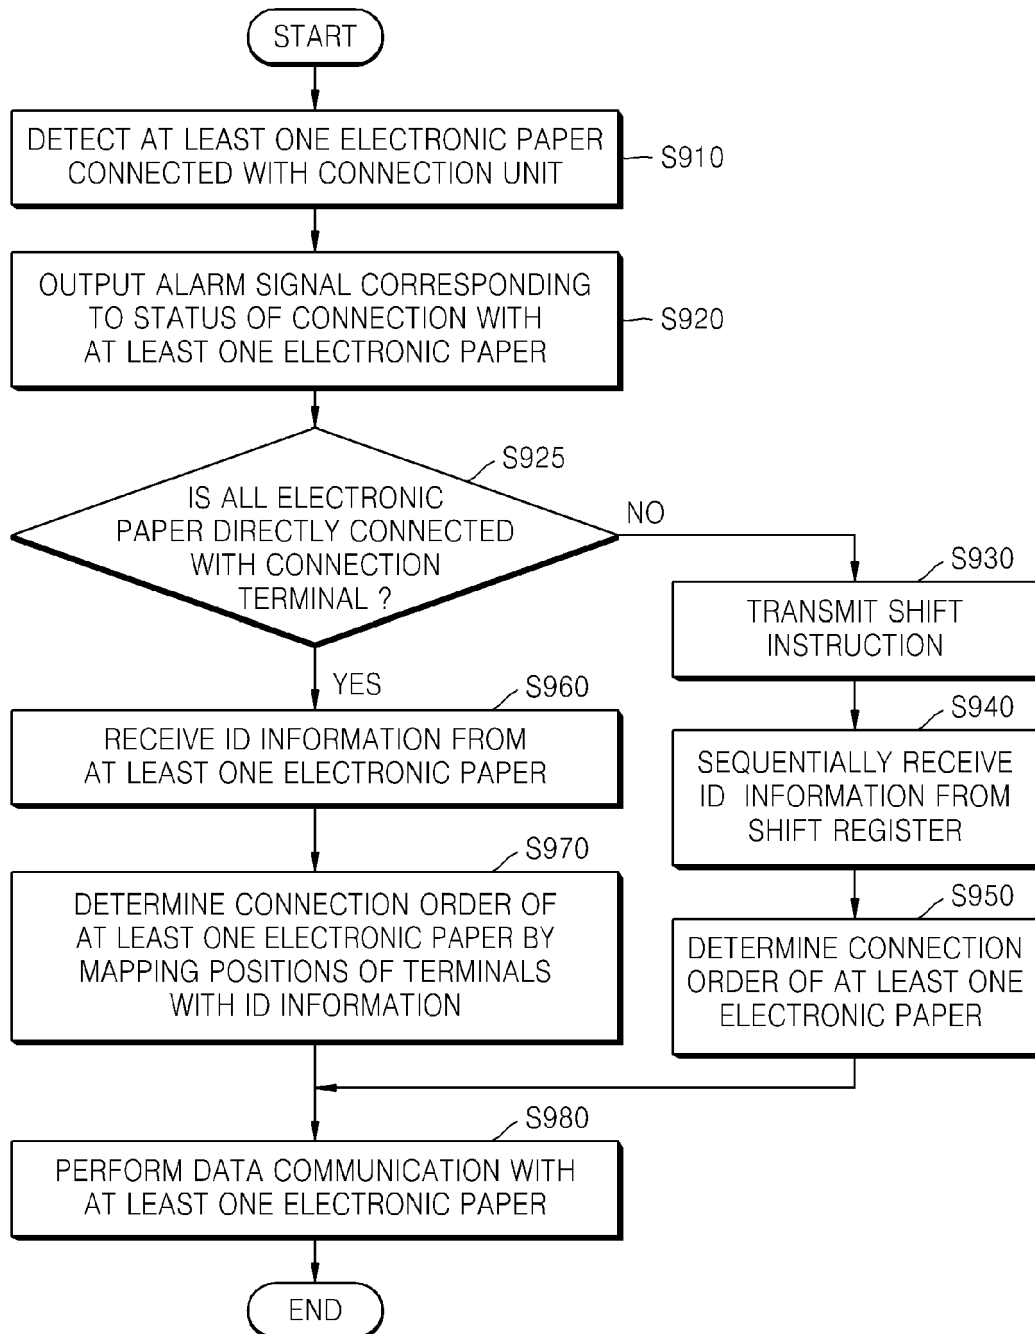 START
DETECT AT LEAST ONE ELECTRONIC PAPER
CONNECTED WITH CONNECTION UNIT
S910
OUTPUT ALARM SIGNAL CORRESPONDING
TO STATUS OF CONNECTION WITH
AT LEAST ONE ELECTRONIC PAPER
S920
S925
IS ALL ELECTRONIC
PAPER DIRECTLY CONNECTED
WITH CONNECTION
TERMINAL ?
NO
S930
TRANSMIT SHIFT
INSTRUCTION
S940
SEQUENTIALLY RECEIVE
ID INFORMATION FROM
SHIFT REGISTER
S950
DETERMINE CONNECTION
ORDER OF AT LEAST ONE
ELECTRONIC PAPER
YES
S960
RECEIVE ID INFORMATION FROM
AT LEAST ONE ELECTRONIC PAPER
S970
DETERMINE CONNECTION ORDER OF
AT LEAST ONE ELECTRONIC PAPER BY
MAPPING POSITIONS OF TERMINALS
WITH ID INFORMATION
S980
PERFORM DATA COMMUNICATION WITH
AT LEAST ONE ELECTRONIC PAPER
END